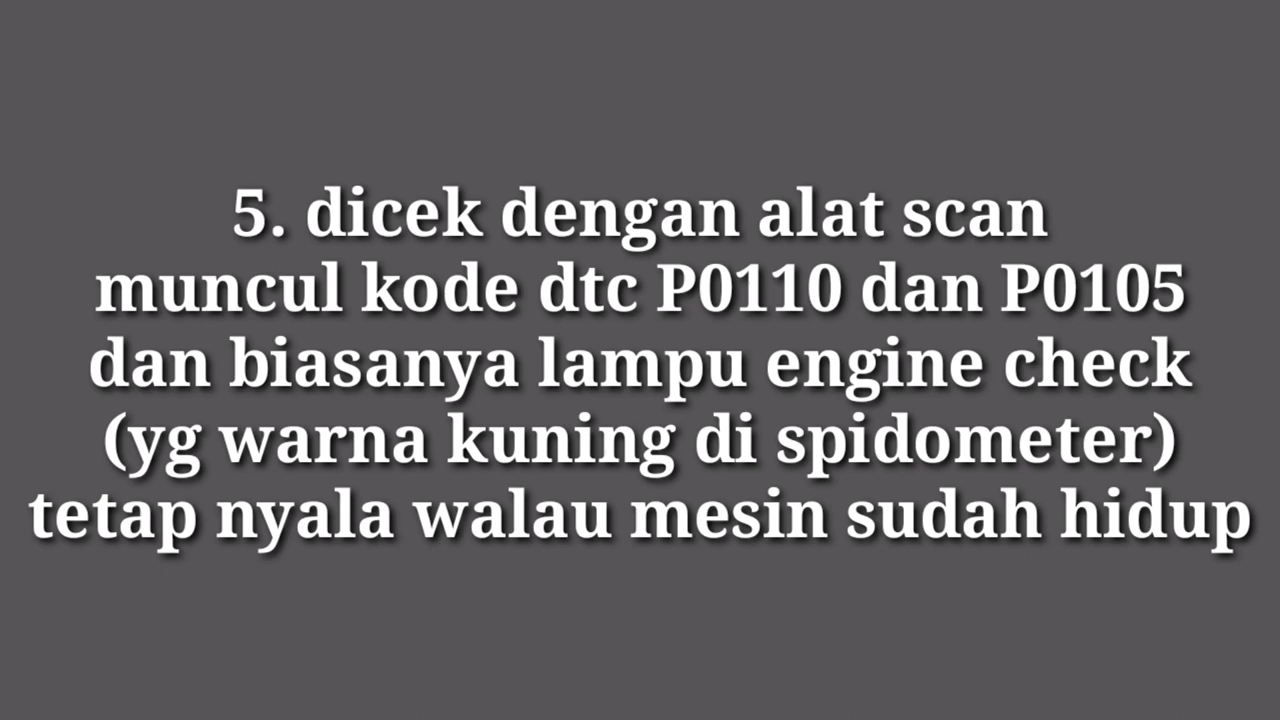 5. dicek dengan alat scan
muncul kode dtc P0110 dan P0105
dan biasanya lampu engine check
(yg warna kuning di spidometer)
tetap nyala walau mesin sudah hidup